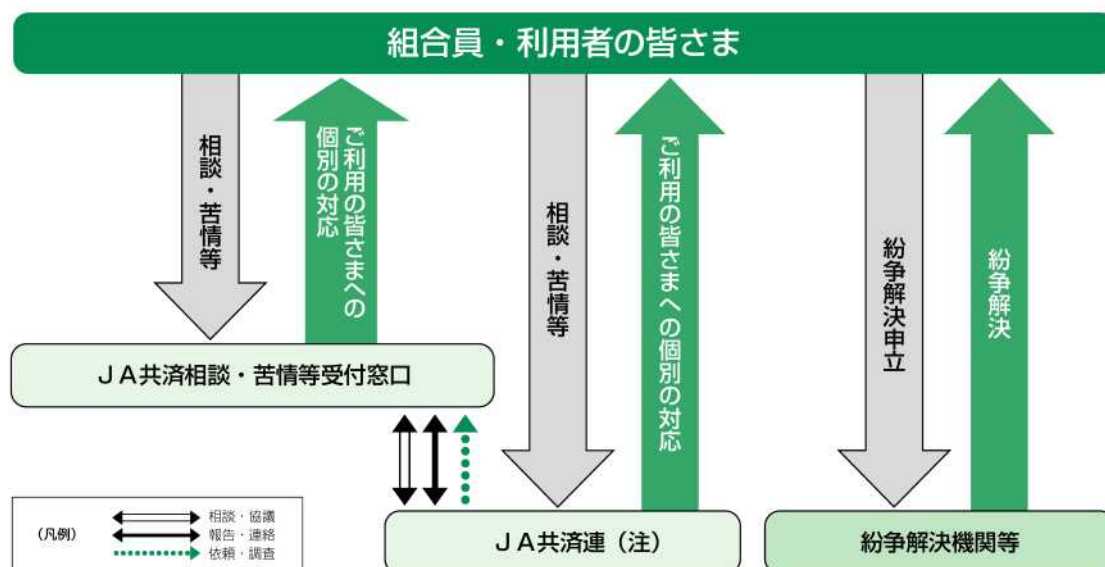 組合員・利用者の皆さま
相談・苦情等
ご利用の皆さまへの
個別の対応
相談・苦情等
ご利用の皆さまへの個別の対応
紛争解決申立
紛争解決
ＪＡ共済相談・苦情等受付窓口
(凡例)
相談・協議
報告・連絡
依頼・調査
ＪＡ共済連（注）
紛争解決機関等